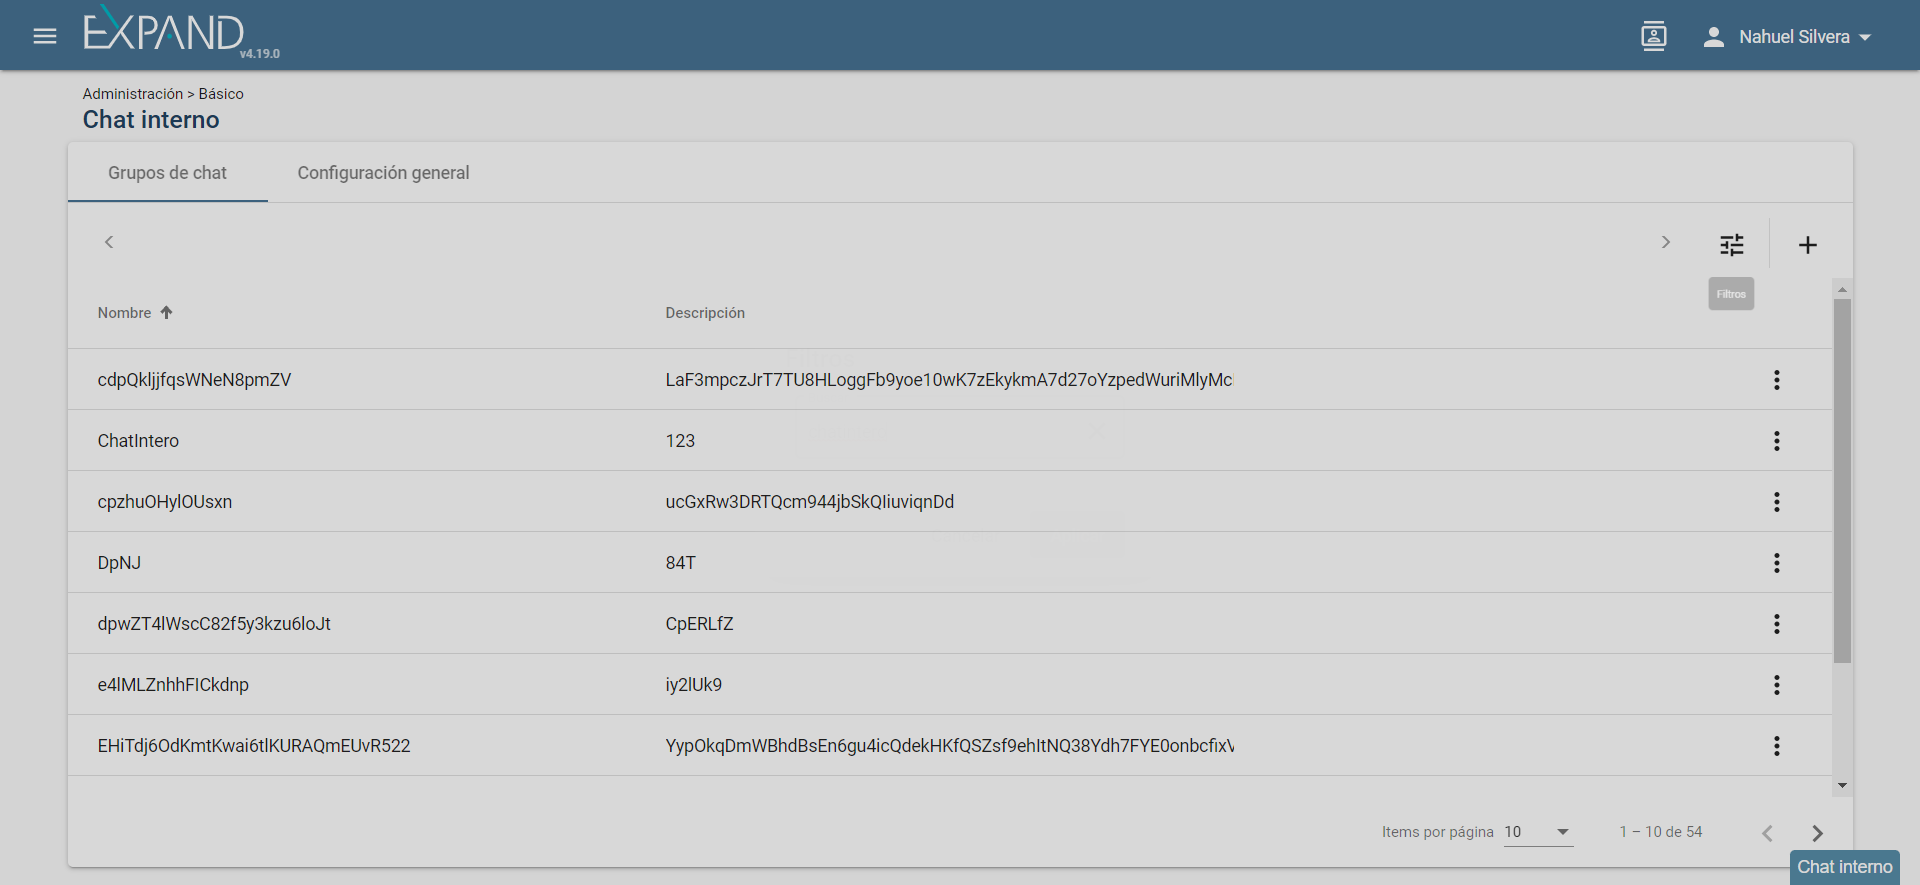 EXPAND
v4.19.0
Nahuel Silvera
Administración > Básico
Chat interno
Grupos de chat
Configuración general
Filtros
Nombre
Descripción
cdpQkljjfqsWNeN8pmZV
LaF3mpczJrT7TU8HLoggFb9yoe10wK7zEkykmA7d27oYzpedWuriMlyMc
ChatIntero
123
cpzhuOHylOUsxn
ucGxRw3DRTQcm944jbSkQIiuviqnDd
DpNJ
84T
dpwZT4lWscC82f5y3kzu6loJt
CpERLfZ
e4lMLZnhhFICkdnp
iy2lUk9
EHiTdj6OdKmtKwai6tlKURAQmEUvR522
YypOkqDmWBhdBsEn6gu4icQdekHKfQSZsf9ehItNQ38Ydh7FYE0onbcfixV
Items por página
10
1 – 10 de 54
Chat interno